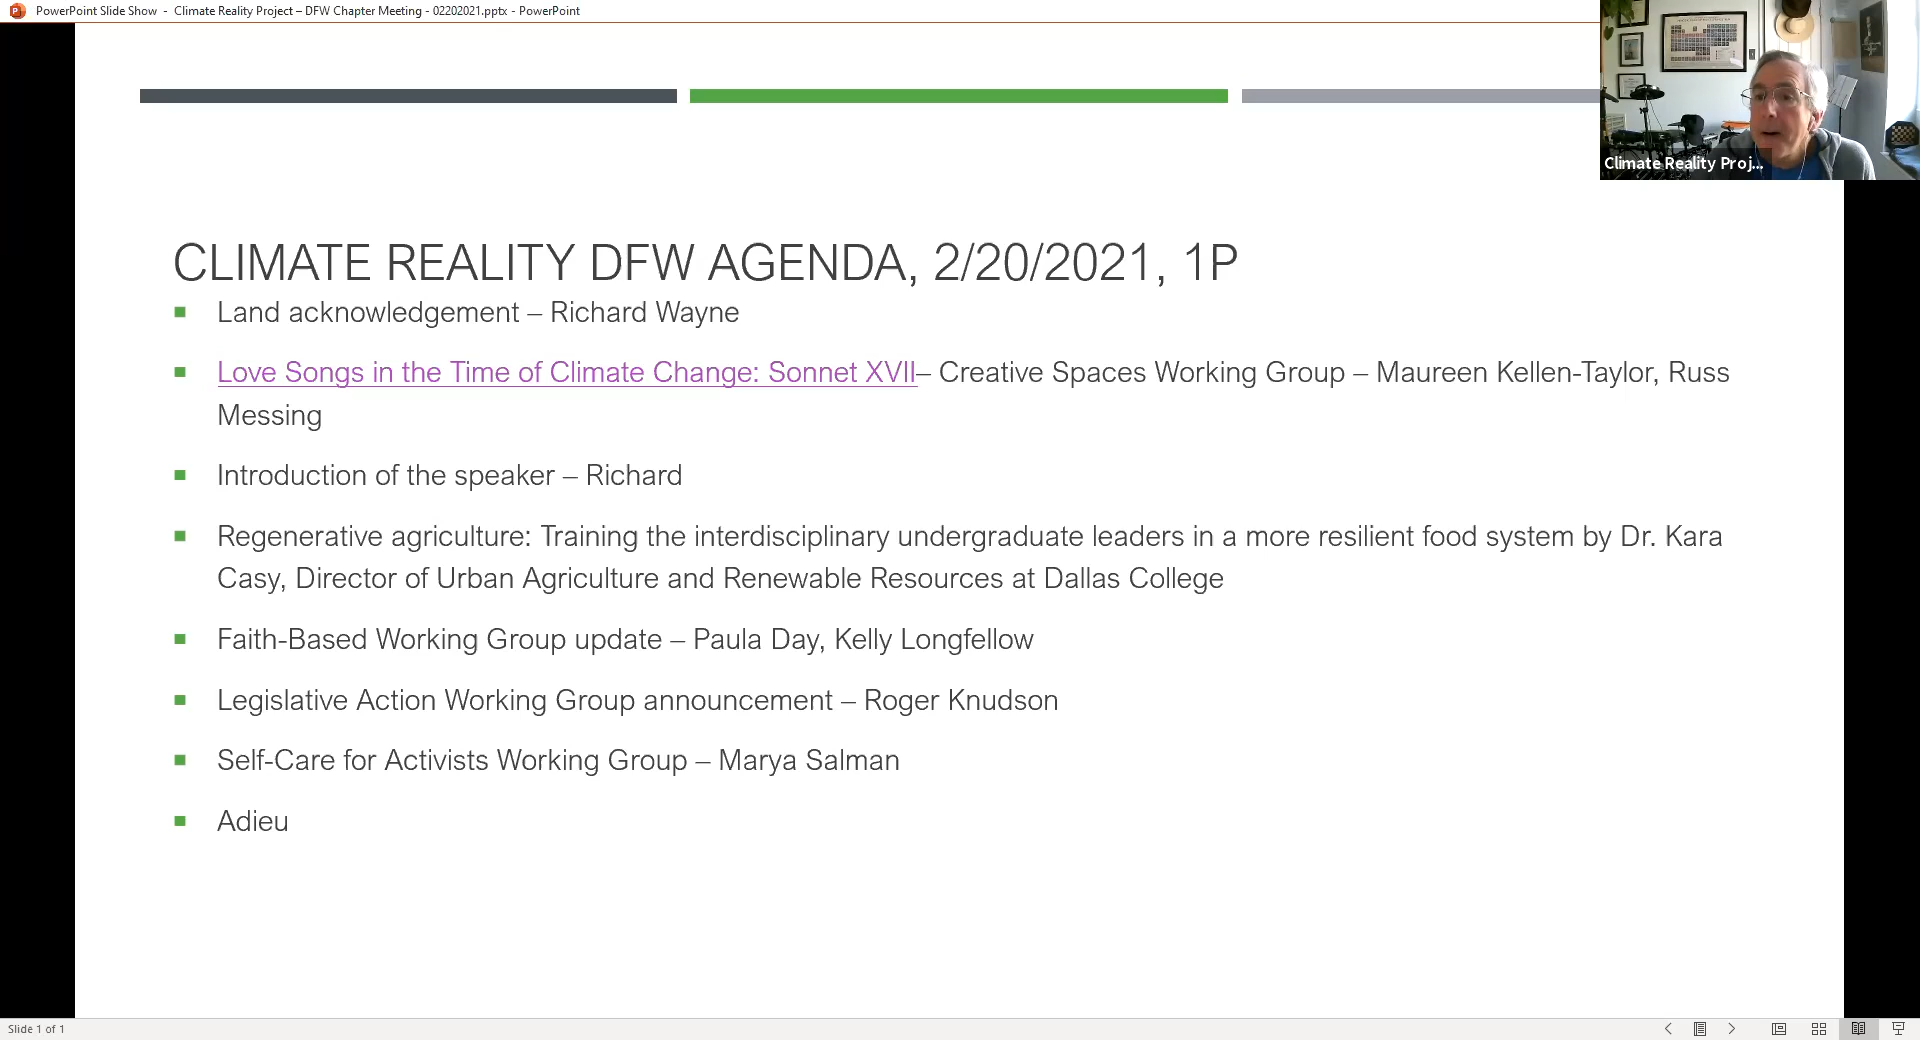 PowerPoint Slide Show - Climate Reality Project – DFW Chapter Meeting - 02202021.pptx - PowerPoint
Climate Reality Proj...
CLIMATE REALITY DFW AGENDA, 2/20/2021, 1P
Land acknowledgement – Richard Wayne
Love Songs in the Time of Climate Change: Sonnet XVII– Creative Spaces Working Group – Maureen Kellen-Taylor, Russ
Messing
Introduction of the speaker – Richard
Regenerative agriculture: Training the interdisciplinary undergraduate leaders in a more resilient food system by Dr. Kara
Casy, Director of Urban Agriculture and Renewable Resources at Dallas College
Faith-Based Working Group update – Paula Day, Kelly Longfellow
Legislative Action Working Group announcement – Roger Knudson
Self-Care for Activists Working Group – Marya Salman
Adieu
Slide 1 of 1